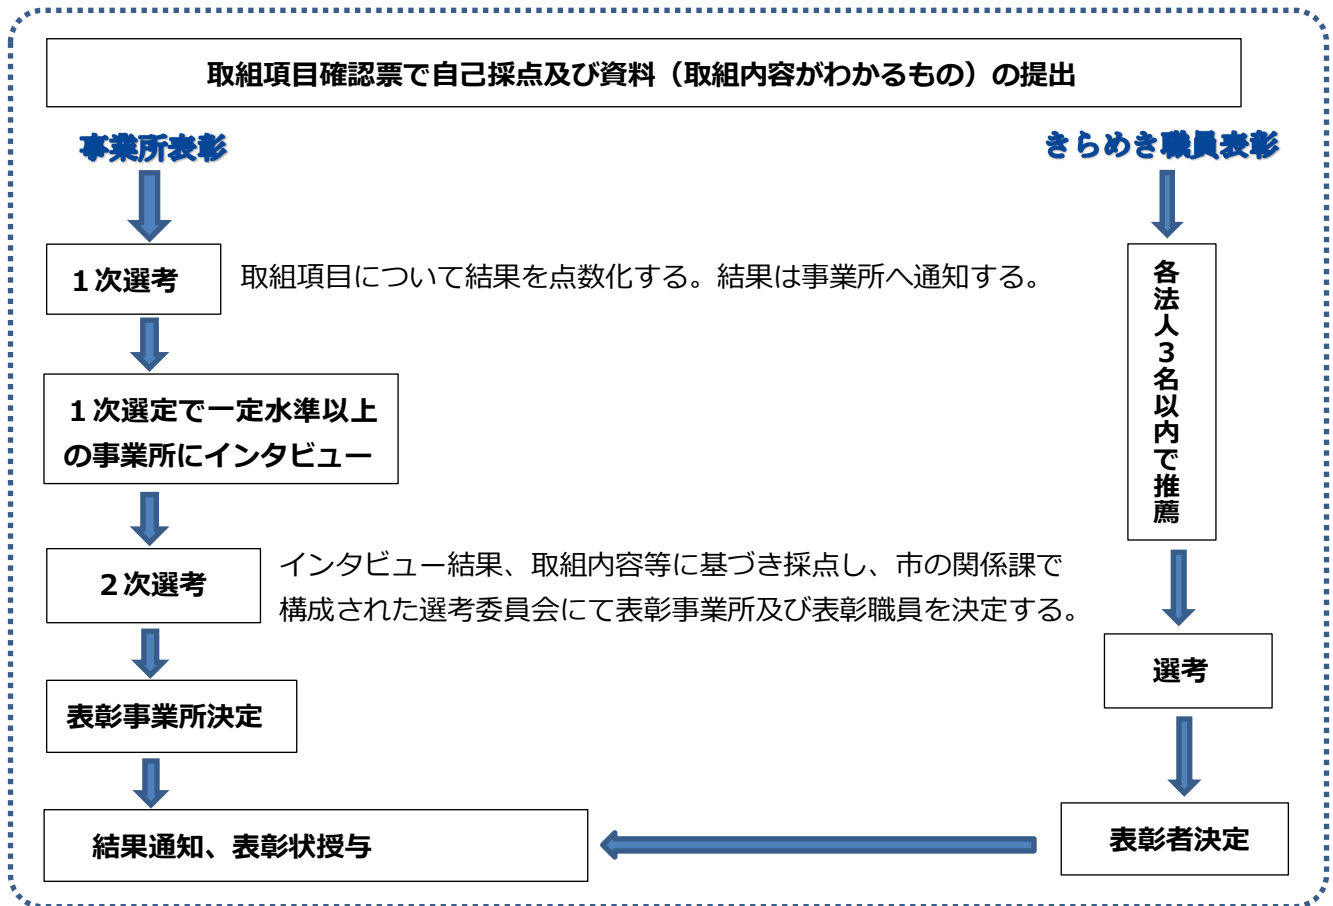 取組項目確認票で自己採点及び資料（取組内容がわかるもの）の提出
事業所表彰
きらめき職員表彰
１次選考
取組項目について結果を点数化する。結果は事業所へ通知する。
１次選定で一定水準以上
の事業所にインタビュー
２次選考
インタビュー結果、取組内容等に基づき採点し、市の関係課で
構成された選考委員会にて表彰事業所及び表彰職員を決定する。
表彰事業所決定
各法人３名以内で推薦
選考
表彰者決定
結果通知、表彰状授与